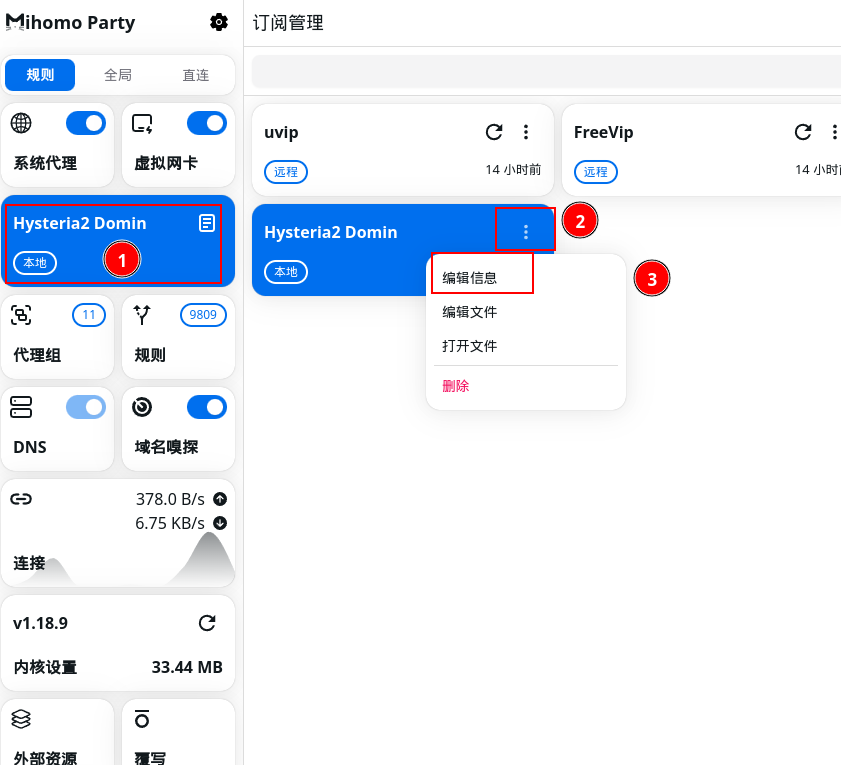 Mihomo Party
规则
全局
直连
系统代理
虚拟网卡
Hysteria2 Domin
本地
1
11
代理组
9809
规则
DNS
域名嗅探
378.0 B/s
6.75 KB/s
连接
v1.18.9
内核设置
33.44 MB
外部资源
覆写
订阅管理
uvip
远程
14 小时前
FreeVip
远程
14 小时
Hysteria2 Domin
本地
2
编辑信息
3
编辑文件
打开文件
删除